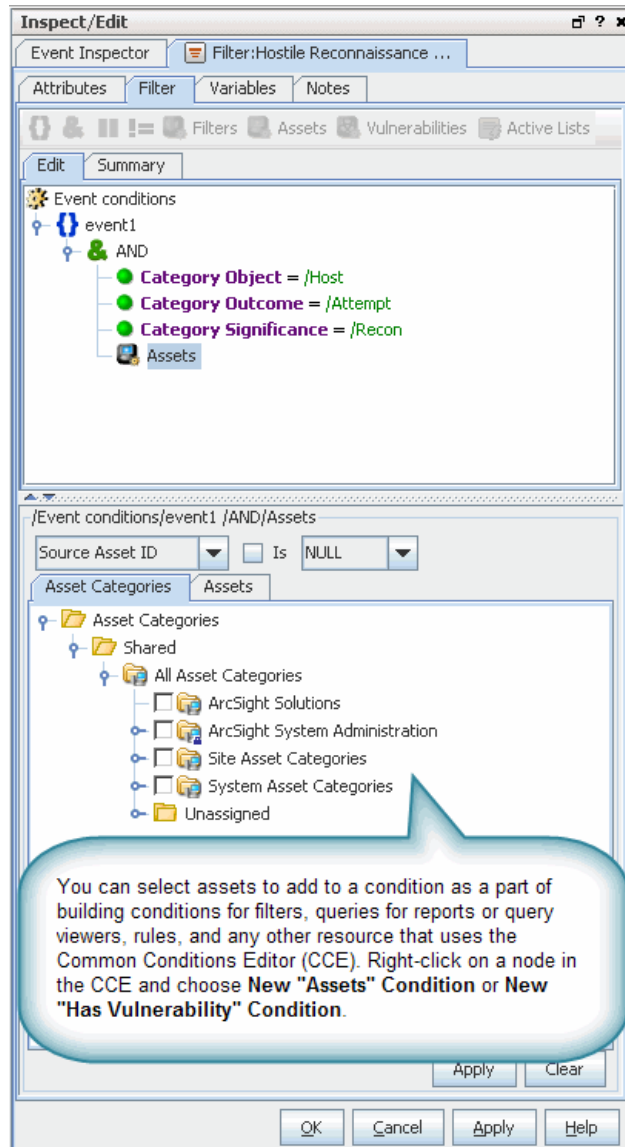 Inspect/Edit
Event Inspector
Filter:Hostile Reconnaissance ...
Attributes Filter Variables Notes
Filters Assets Vulnerabilities Active Lists
Edit Summary
Event conditions
event1
AND
Category Object = /Host
Category Outcome = /Attempt
Category Significance = /Recon
Assets
/Event conditions/event1 /AND/Assets
Source Asset ID Is NULL
Asset Categories Assets
Asset Categories
Shared
All Asset Categories
ArcSight Solutions
ArcSight System Administration
Site Asset Categories
System Asset Categories
Unassigned
You can select assets to add to a condition as a part of
building conditions for filters, queries for reports or query
viewers, rules, and any other resource that uses the
Common Conditions Editor (CCE). Right-click on a node in
the CCE and choose New "Assets" Condition or New
"Has Vulnerability" Condition.
Apply Clear
OK Cancel Apply Help